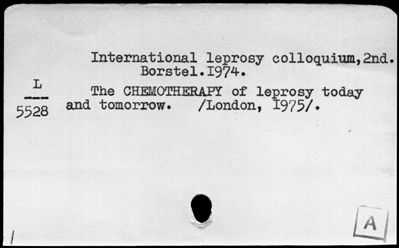 International leprosy colloquium,2nd.
Borstel.1974.
L
5528
The CHEMOTHERAPY of leprosy today
and tomorrow. /London, 1975/.
A